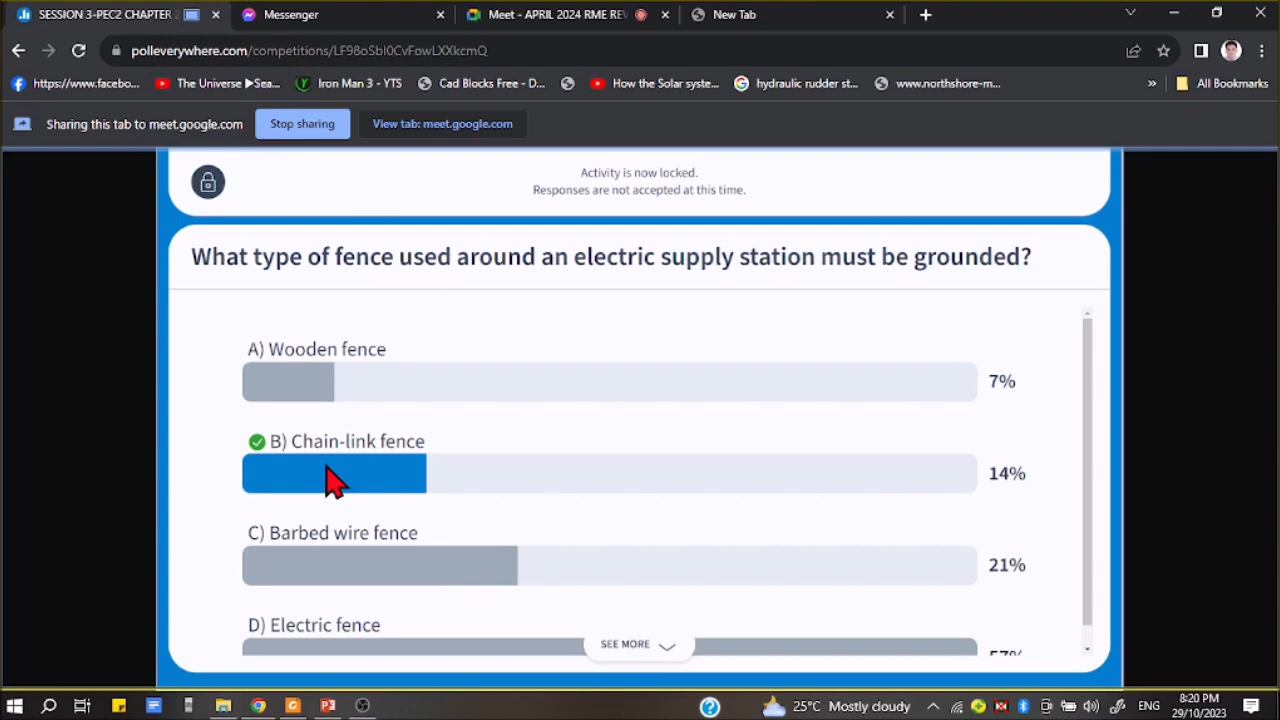 SESSION 3-PEC2 CHAPTER 2
Messenger
Meet - APRIL 2024 RME REV
New Tab
polleverywhere.com/competitions/LF98oSbI0CvFowLXXkcmQ
https://www.facebo...
The Universe ▶Sea...
Iron Man 3 - YTS
Cad Blocks Free - D...
How the Solar syste...
hydraulic rudder st...
www.northshore-m...
»
All Bookmarks
Sharing this tab to meet.google.com
Stop sharing
View tab: meet.google.com
Activity is now locked.
Responses are not accepted at this time.
What type of fence used around an electric supply station must be grounded?
A) Wooden fence
7%
B) Chain-link fence
14%
C) Barbed wire fence
21%
D) Electric fence
57%
SEE MORE
25°C Mostly cloudy
ENG
8:20 PM
29/10/2023